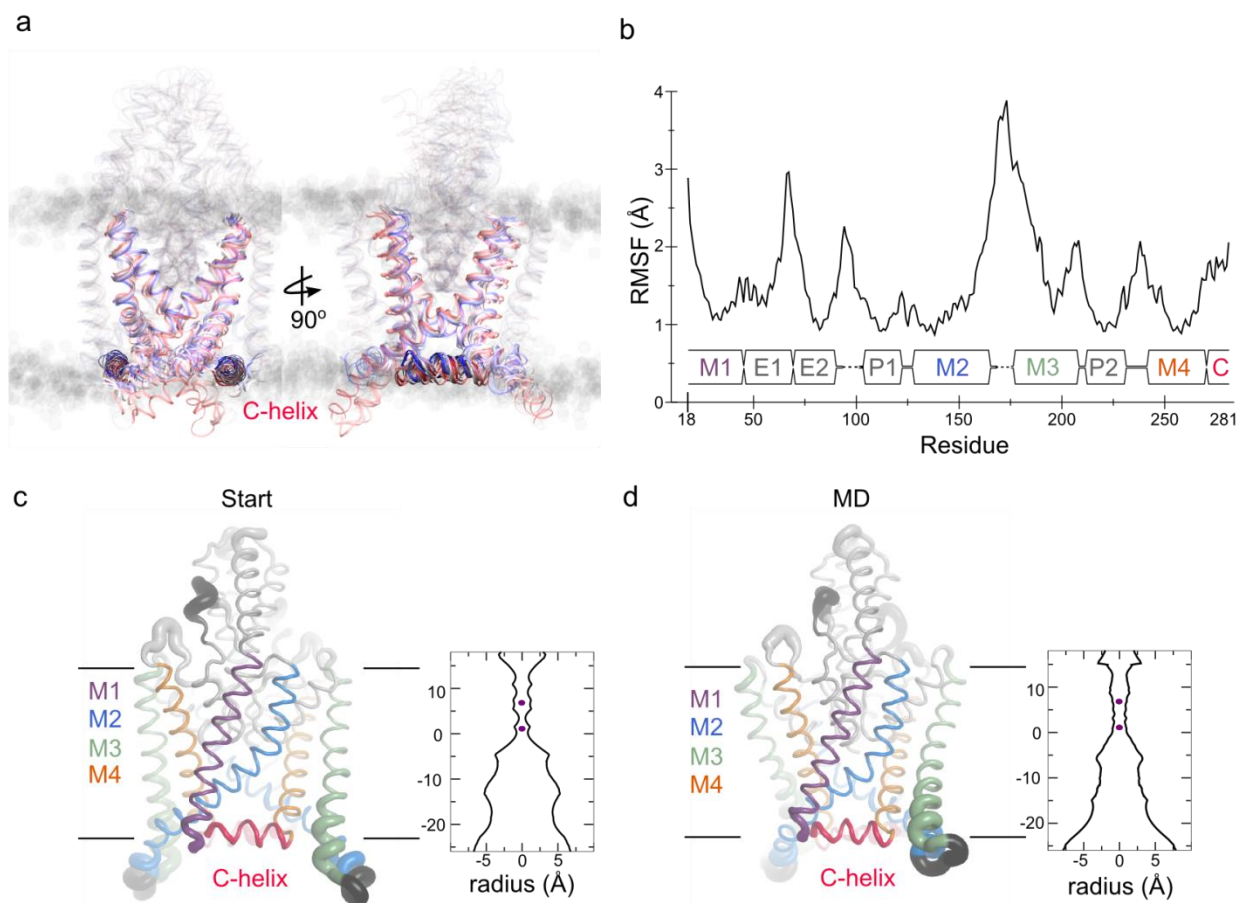 a
90º
C-helix
b
RMSF (Å)
4
3
2
1
0
M1 E1 E2 P1 M2 M3 P2 M4 C
18 50 100 150 200 250 281
Residue
c
Start
M1
M2
M3
M4
C-helix
10
0
-10
-20
-5 0 5
radius (Å)
d
MD
M1
M2
M3
M4
C-helix
10
0
-10
-20
-5 0 5
radius (Å)